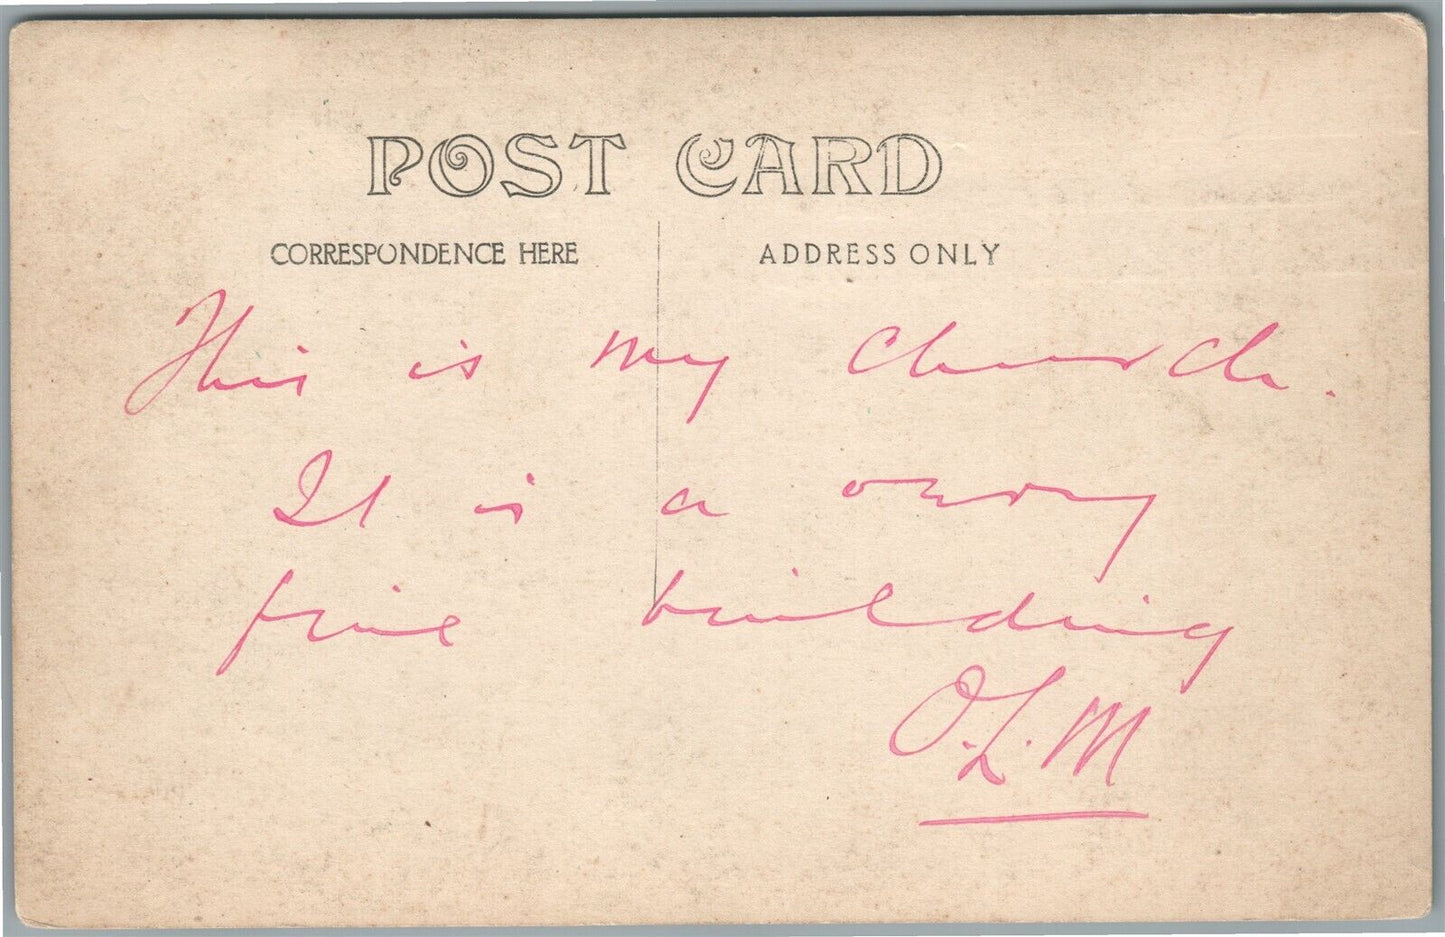 POST CARD
CORRESPONDENCE HERE
ADDRESS ONLY
This is my church.
It is a very
fine building
O.L.M